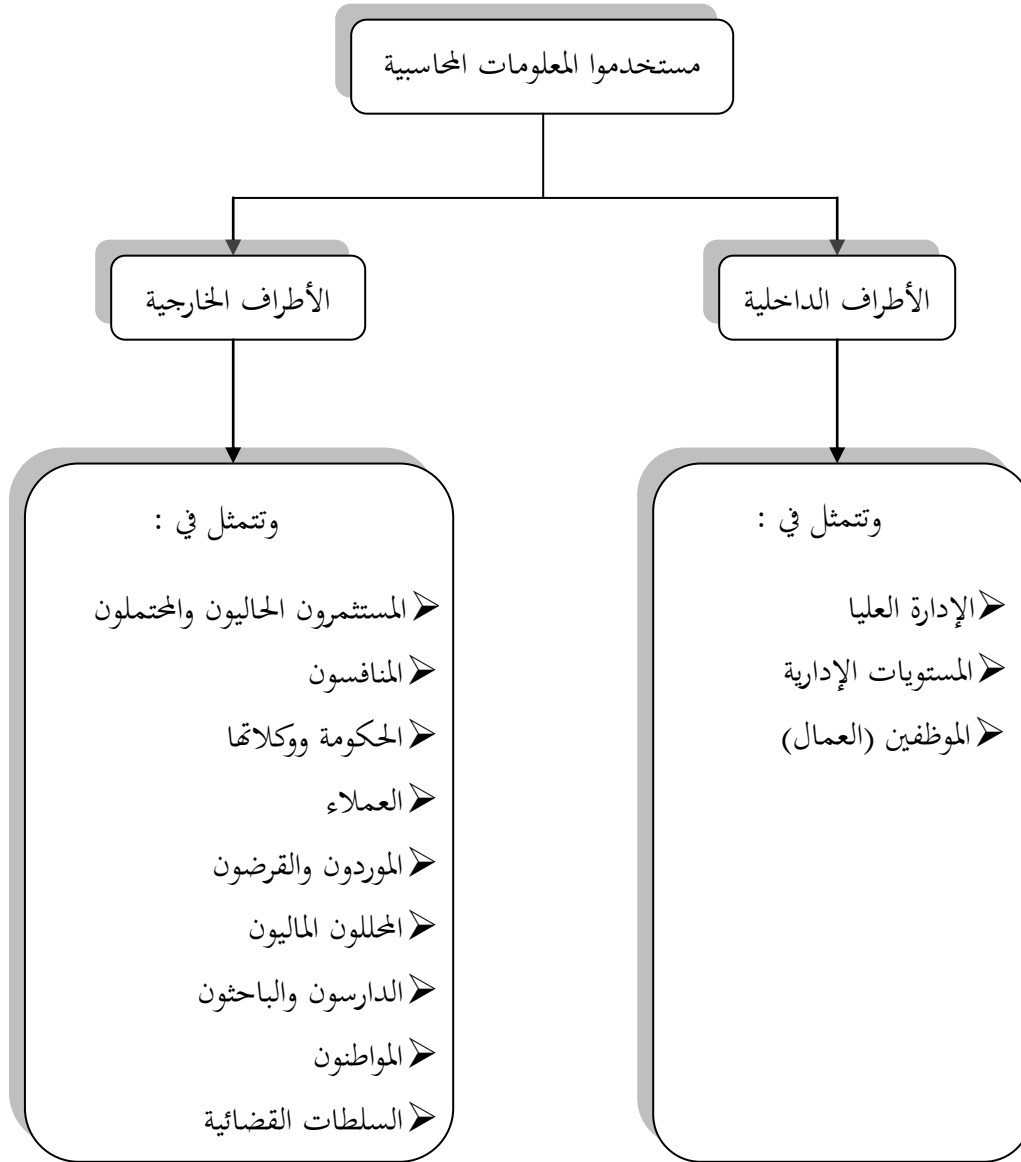 مستخدموا المعلومات المحاسبية
الأطراف الداخلية
الأطراف الخارجية
وتتمثل في :
الإدارة العليا
المستويات الإدارية
الموظفين (العمال)
وتتمثل في :
المستثمرون الحاليون والمحتملون
المنافسون
الحكومة ووكلاتها
العملاء
الموردون والقرضون
المحللون الماليون
الدارسون والباحثون
المواطنون
السلطات القضائية